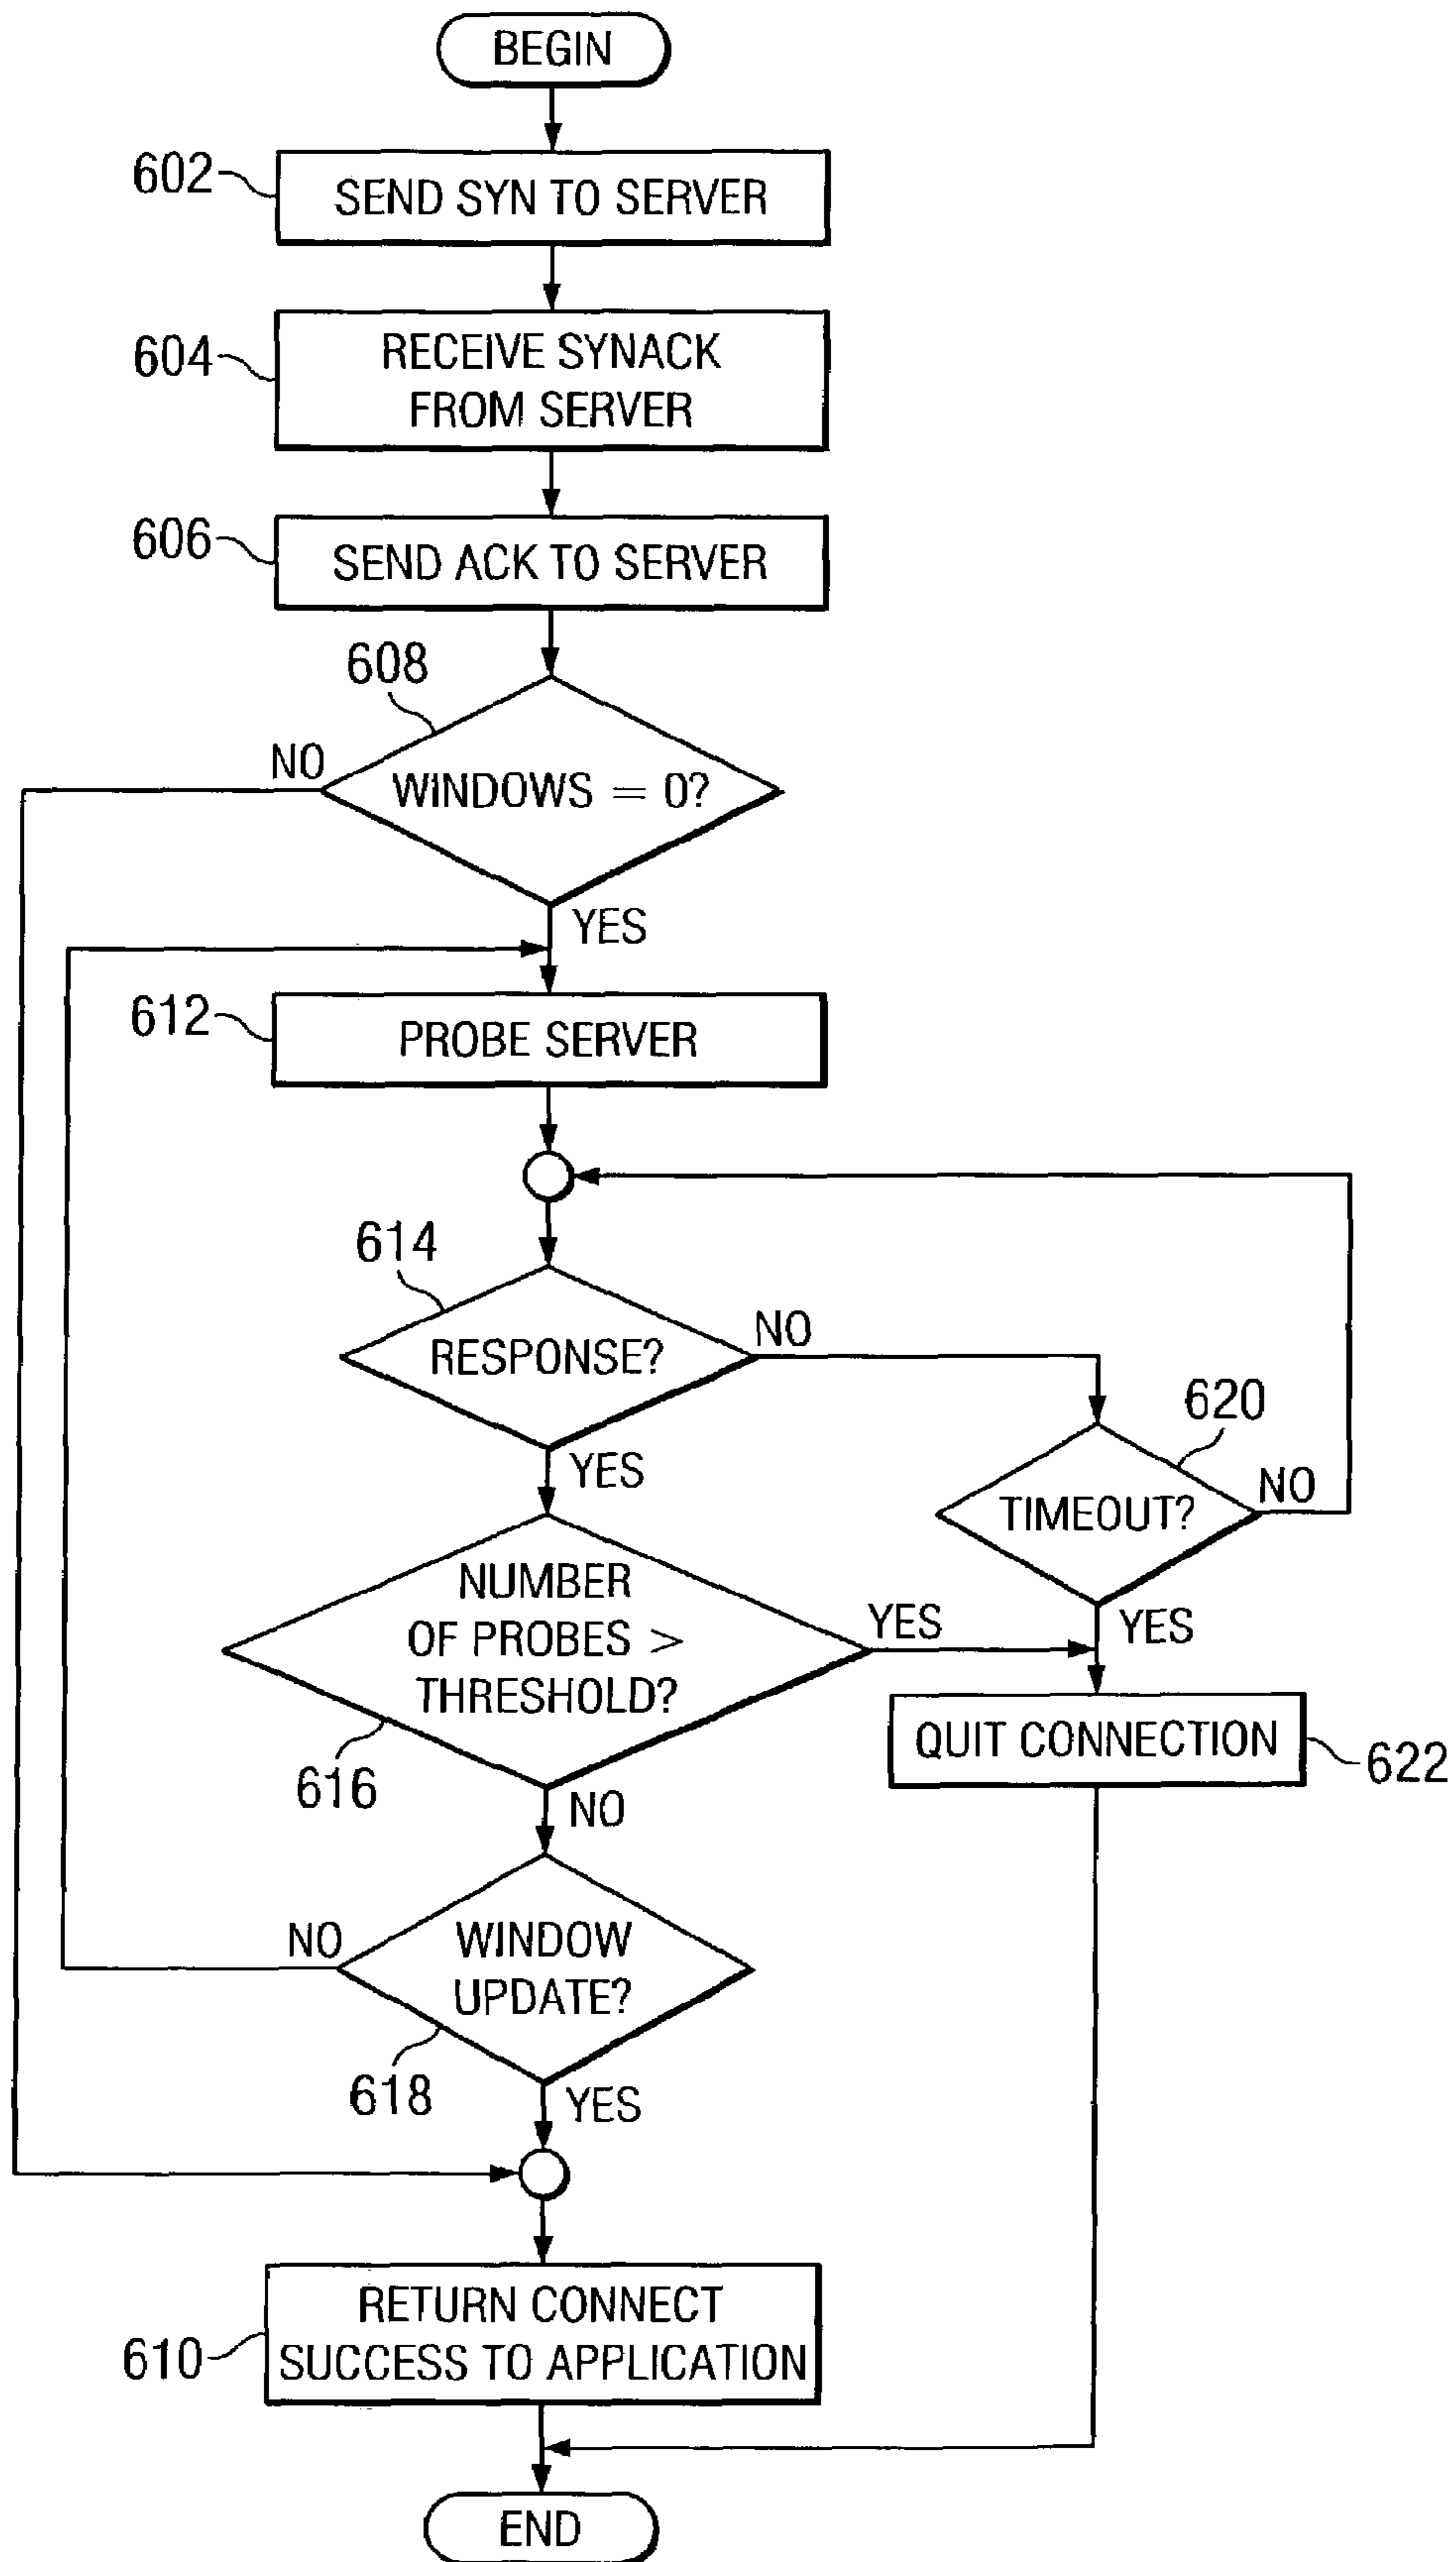 BEGIN
602
SEND SYN TO SERVER
604
RECEIVE SYNACK
FROM SERVER
606
SEND ACK TO SERVER
608
NO
WINDOWS = 0?
YES
612
PROBE SERVER
614
RESPONSE?
NO
YES
620
TIMEOUT?
NO
YES
NUMBER
OF PROBES >
THRESHOLD?
YES
616
NO
QUIT CONNECTION
622
WINDOW
UPDATE?
NO
618
YES
RETURN CONNECT
SUCCESS TO APPLICATION
610
END